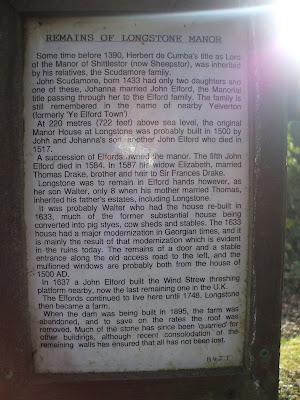 REMAINS OF LONGSTONE MANOR
Some time before 1390, Herbert de Cumba's title as Lord
of the Manor of Shittlestor (now Sheepstor), was inherited
by his relatives, the Scudamore family.
John Scudamore, born 1433 had only two daughters and
one of these, Johanna married John Elford, the Manorial
title passing through her to the Elford family. The family is
still remembered in the name of nearby Yelverton
(formerly 'Ye Elford Town').
At 220 metres (722 feet) above sea level, the original
Manor House at Longstone was probably built in 1500 by
John and Johanna's son another John Elford who died in
1517.
A succession of Elfords owned the manor. The fifth John
Elford died in 1584. In 1587 his widow Elizabeth, married
Thomas Drake, brother and heir to Sir Frances Drake.
Longstone was to remain in Elford hands however, as
her son Walter, only 8 when his mother married Thomas,
inherited his father's estates, including Longstone.
It was probably Walter who had the house re-built in
1633, much of the former substantial house being
converted into pig styes, cow sheds and stables. The 1633
house had a major modernization in Georgian times, and it
is mainly the result of that modernization which is evident
in the ruins today. The remains of a door and a stable
entrance along the old access road to the left, and the
mullioned windows are probably both from the house of
1500 AD.
In 1637 a John Elford built the Wind Strew threshing
platform nearby, now the last remaining one in the U.K.
The Elfords continued to live here until 1748. Longstone
then became a farm.
When the dam was being built in 1895, the farm was
abandoned, and to save on the rates the roof was
removed. Much of the stone has since been 'quarried' for
other buildings, although recent consolodation of the
remaining walls has ensured that all has not been lost.